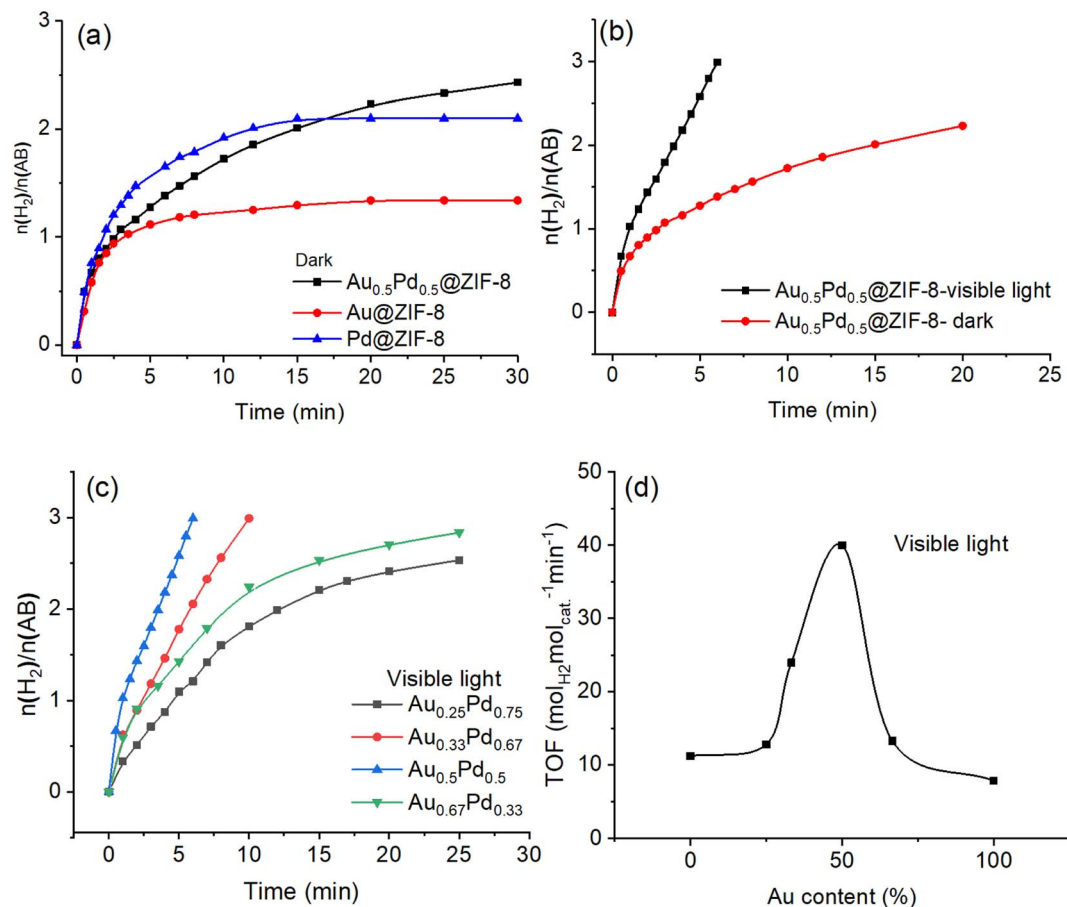 (a)
n(H₂)/n(AB)
3
2
1
0
Dark
Au₀.₅Pd₀.₅@ZIF-8
Au@ZIF-8
Pd@ZIF-8
0 5 10 15 20 25 30
Time (min)
(b)
n(H₂)/n(AB)
3
2
1
0
Au₀.₅Pd₀.₅@ZIF-8-visible light
Au₀.₅Pd₀.₅@ZIF-8- dark
0 5 10 15 20 25
Time (min)
(c)
n(H₂)/n(AB)
3
2
1
0
Visible light
Au₀.₂₅Pd₀.₇₅
Au₀.₃₃Pd₀.₆₇
Au₀.₅Pd₀.₅
Au₀.₆₇Pd₀.₃₃
0 5 10 15 20 25 30
Time (min)
(d)
TOF (mol_H2mol_cat.⁻¹min⁻¹)
50
40
30
20
10
0
Visible light
0 50 100
Au content (%)